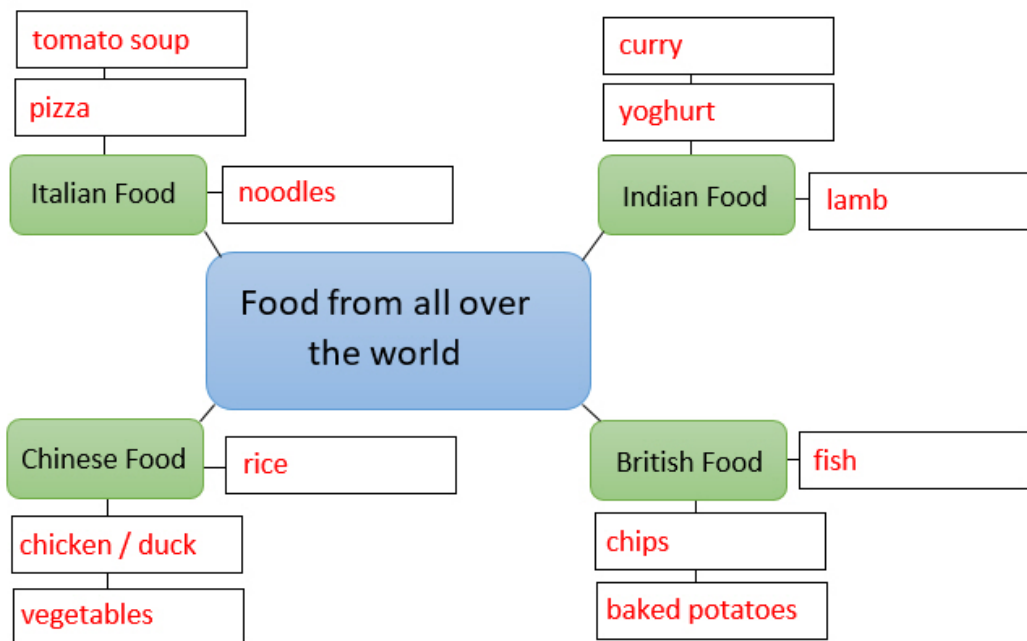 tomato soup
pizza
Italian Food
noodles
curry
yoghurt
Indian Food
lamb
Food from all over
the world
Chinese Food
rice
chicken / duck
vegetables
British Food
fish
chips
baked potatoes